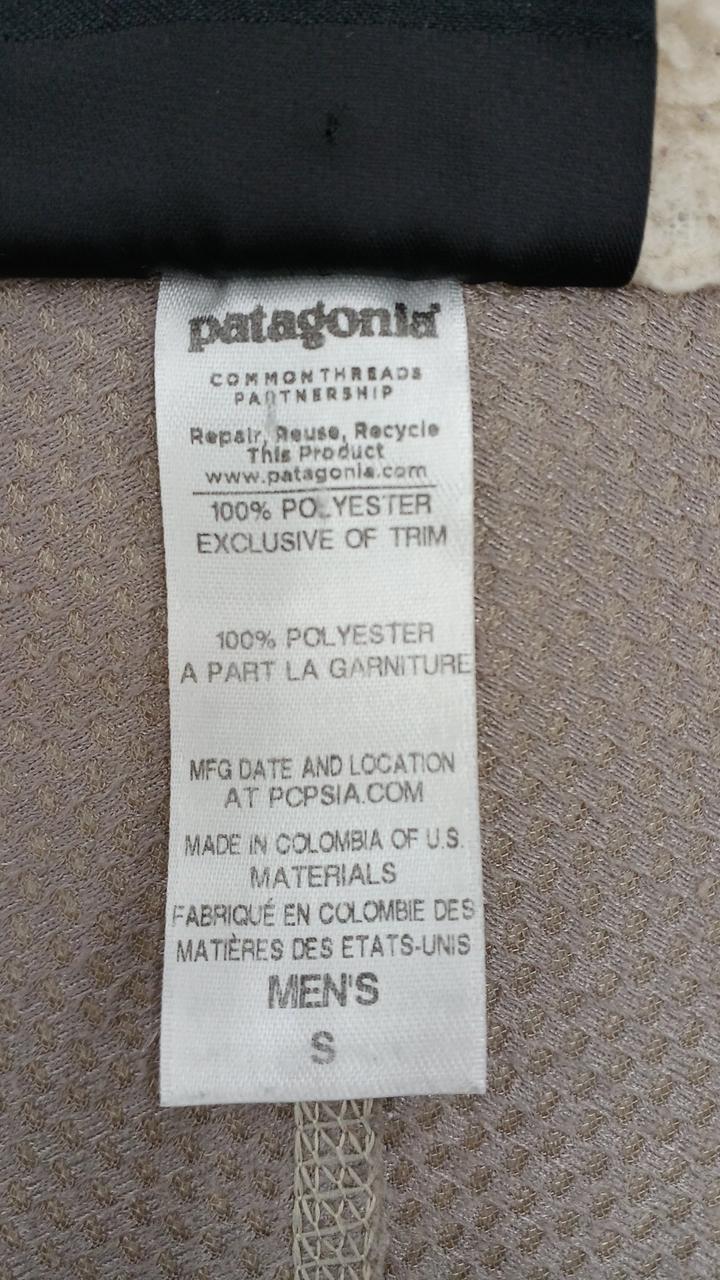 patagonia®
COMMON THREADS
PARTNERSHIP
Repair, Reuse, Recycle
This Product
www.patagonia.com
100% POLYESTER
EXCLUSIVE OF TRIM
100% POLYESTER
A PART LA GARNITURE
MFG DATE AND LOCATION
AT PCPSIA.COM
MADE IN COLOMBIA OF U.S.
MATERIALS
FABRIQUÉ EN COLOMBIE DES
MATIÈRES DES ETATS-UNIS
MEN'S
S